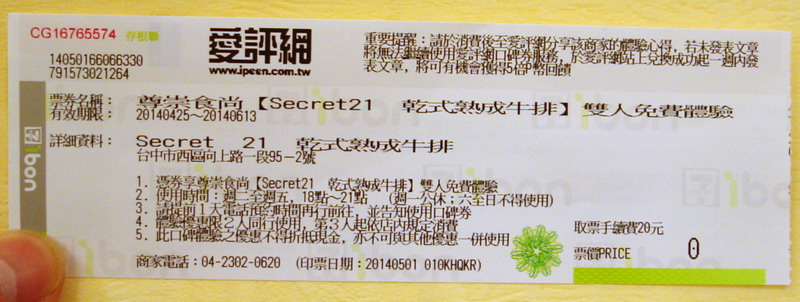 CG16765574 存根聯
14050166066330
791573021264
愛評網
www.ipeen.com.tw
重要提醒:請於消費後至愛評網分享該商家的體驗心得,若未發表文章
將無法繼續使用愛評網口碑券服務,於愛評網站上兌換成功起一週內發
表文章,將可有機會獲得5倍P幣回饋
票券名稱: 尊崇食尚【Secret21 乾式熟成牛排】雙人免費體驗
有效期限: 20140425~20140613
詳細資料: Secret 21 乾式熟成牛排
台中市西區向上路一段95-2號
1. 憑券享尊崇食尚【Secret21 乾式熟成牛排】雙人免費體驗
2. 使用時間:週二至週五,18點~21點 (週一公休;六至日不得使用)
3. 請提前1天電話也洽時間再行前往,並告知使用口碑券
4. 體驗券限2人同行使用,第3人起依店內規定消費
5. 此口碑體驗之優惠不得折抵現金,亦不可與其他優惠一併使用
商家電話:04-2302-0620 (印票日期:20140501 010KHQKR)
取票手續費20元
票價PRICE 0
ibon